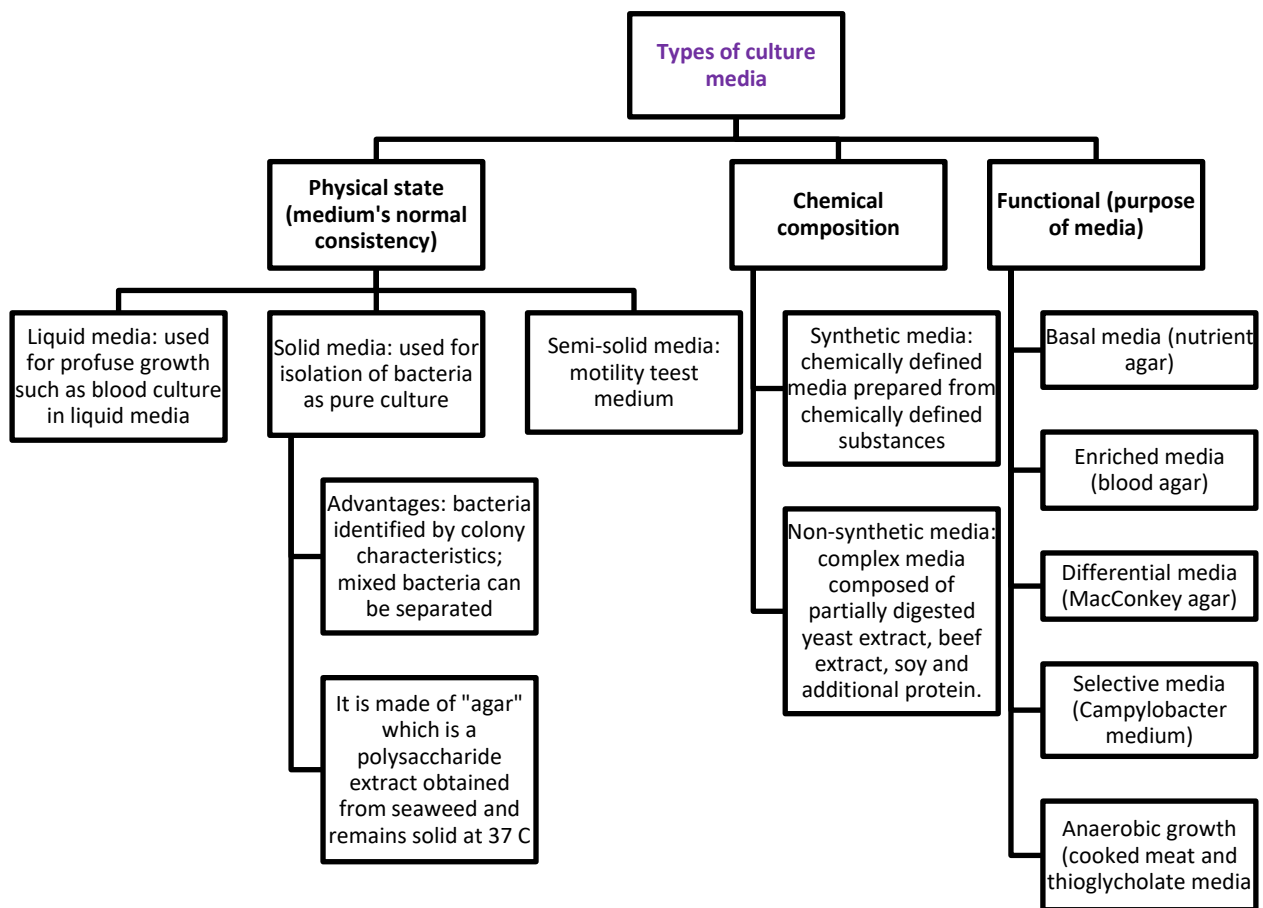 Types of culture
media
Physical state
(medium's normal
consistency)
Chemical
composition
Functional (purpose
of media)
Liquid media: used
for profuse growth
such as blood culture
in liquid media
Solid media: used for
isolation of bacteria
as pure culture
Semi-solid media:
motility teest
medium
Advantages: bacteria
identified by colony
characteristics;
mixed bacteria can
be separated
It is made of "agar"
which is a
polysaccharide
extract obtained
from seaweed and
remains solid at 37 C
Synthetic media:
chemically defined
media prepared from
chemically defined
substances
Non-synthetic media:
complex media
composed of
partially digested
yeast extract, beef
extract, soy and
additional protein.
Basal media (nutrient
agar)
Enriched media
(blood agar)
Differential media
(MacConkey agar)
Selective media
(Campylobacter
medium)
Anaerobic growth
(cooked meat and
thioglycholate media